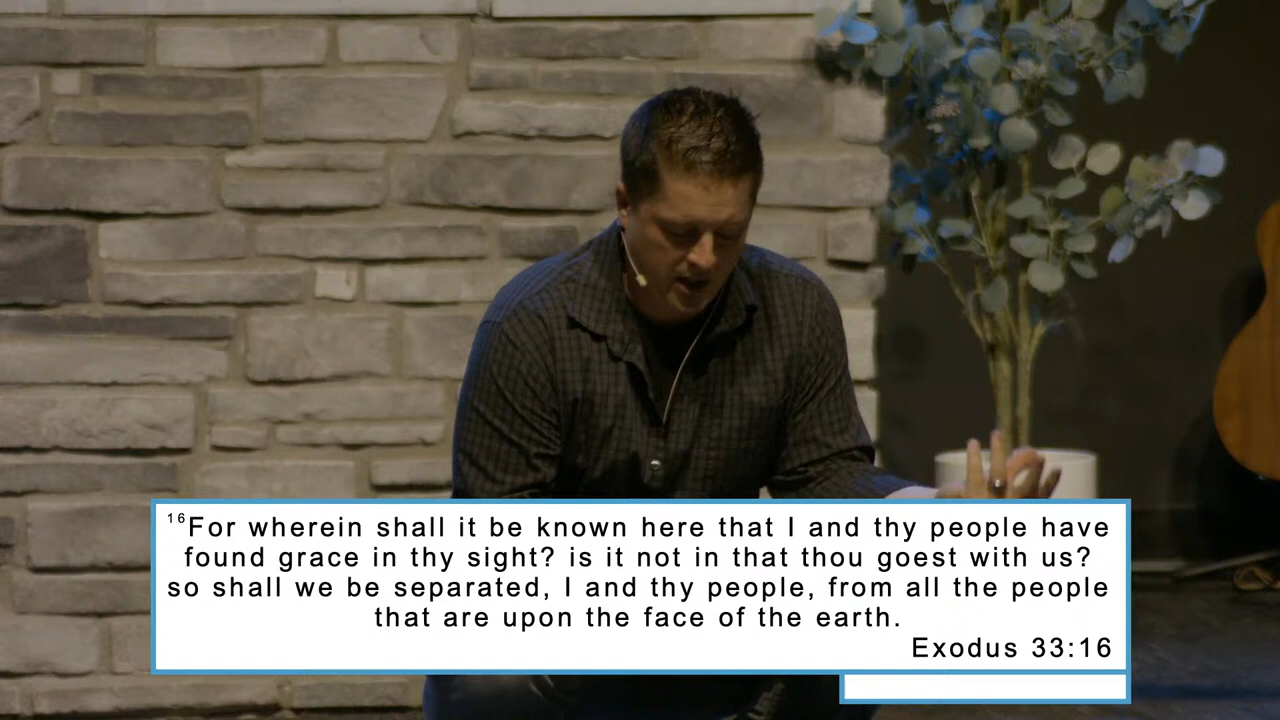 16For wherein shall it be known here that I and thy people have
found grace in thy sight? is it not in that thou goest with us?
so shall we be separated, I and thy people, from all the people
that are upon the face of the earth.
Exodus 33:16